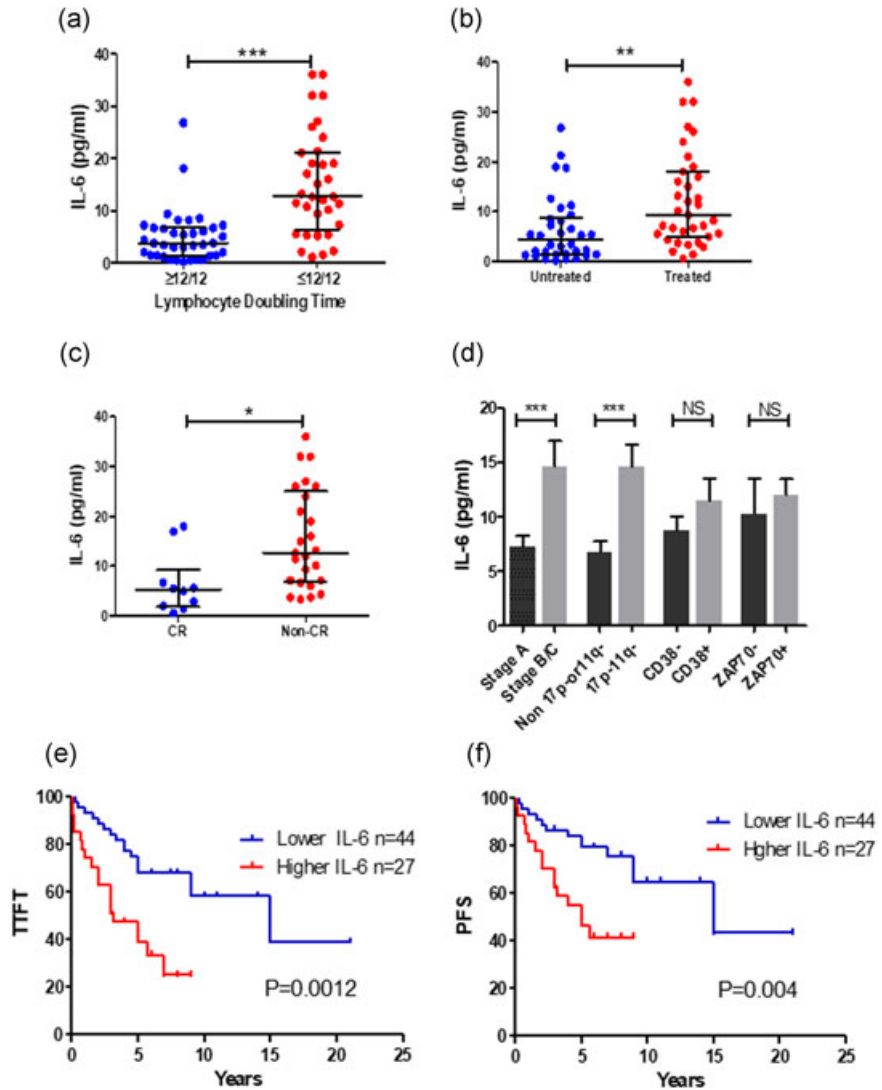 (a)
***
IL-6 (pg/ml)
40
30
20
10
0
≥12/12
≤12/12
Lymphocyte Doubling Time
(b)
**
IL-6 (pg/ml)
40
30
20
10
0
Untreated
Treated
(c)
*
IL-6 (pg/ml)
40
30
20
10
0
CR
Non-CR
(d)
*** *** NS NS
IL-6 (pg/ml)
20
15
10
5
0
Stage A
Stage B/C
Non 17p-or11q-
17p-11q-
CD38-
CD38+
ZAP70-
ZAP70+
(e)
TTFT
100
80
60
40
20
0
Lower IL-6 n=44
Higher IL-6 n=27
P=0.0012
0 5 10 15 20 25
Years
(f)
PFS
100
80
60
40
20
0
Lower IL-6 n=44
Hgher IL-6 n=27
P=0.004
0 5 10 15 20 25
Years